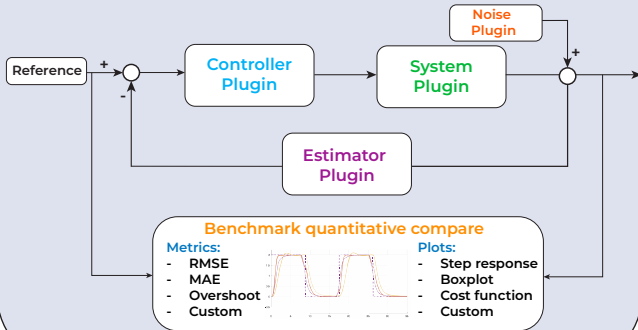 Noise
Plugin
Reference
+
-
+
Controller
Plugin
System
Plugin
Estimator
Plugin
Benchmark quantitative compare
Metrics:
- RMSE
- MAE
- Overshoot
- Custom
Plots:
- Step response
- Boxplot
- Cost function
- Custom